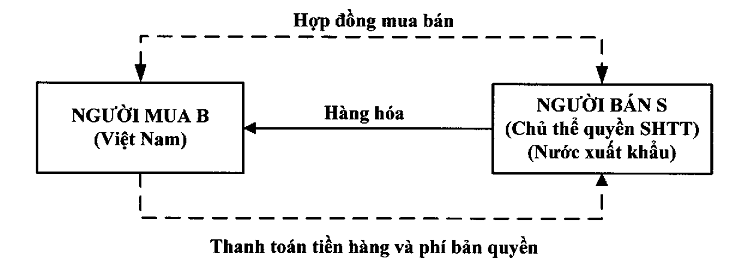 Hợp đồng mua bán
NGƯỜI MUA B
(Việt Nam)
Hàng hóa
NGƯỜI BÁN S
(Chủ thể quyền SHTT)
(Nước xuất khẩu)
Thanh toán tiền hàng và phí bản quyền